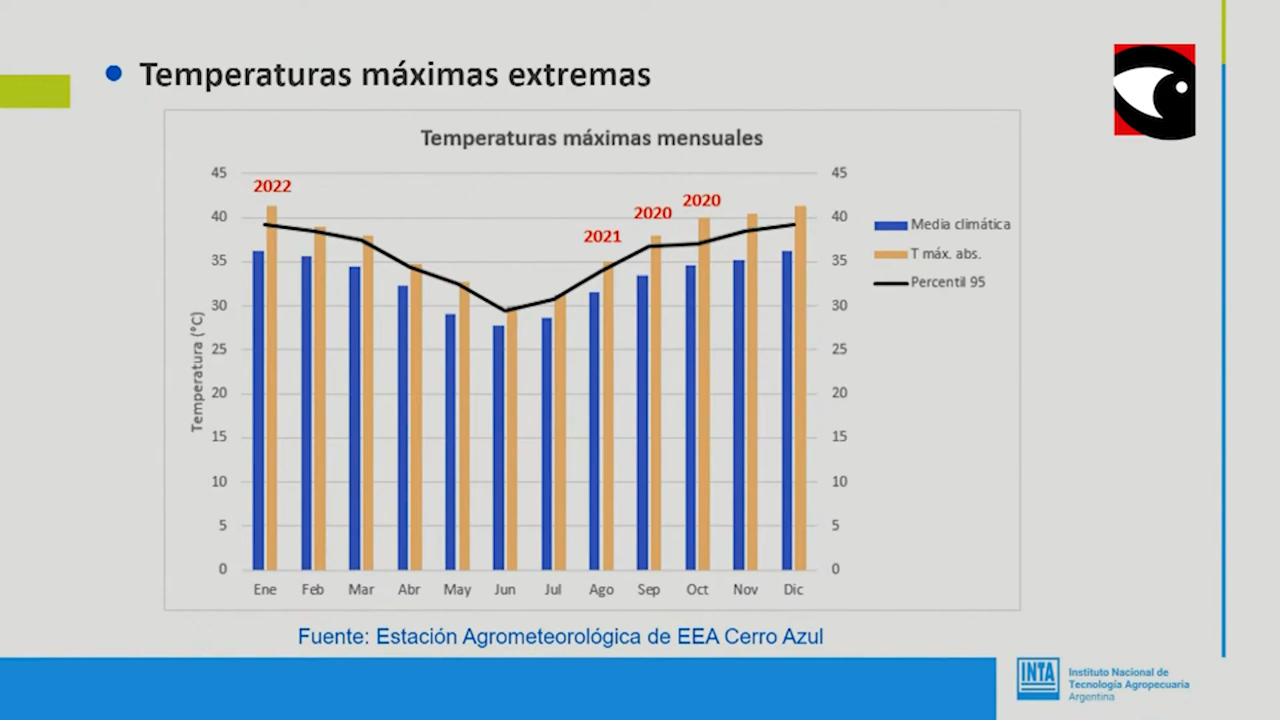 Temperaturas máximas extremas
Temperaturas máximas mensuales
Temperatura (°C)
45
40
35
30
25
20
15
10
5
0
2022
2021
2020
2020
45
40
35
30
25
20
15
10
5
0
Media climática
T máx. abs.
Percentil 95
Ene Feb Mar Abr May Jun Jul Ago Sep Oct Nov Dic
Fuente: Estación Agrometeorológica de EEA Cerro Azul
INTA
Instituto Nacional de
Tecnología Agropecuaria
Argentina